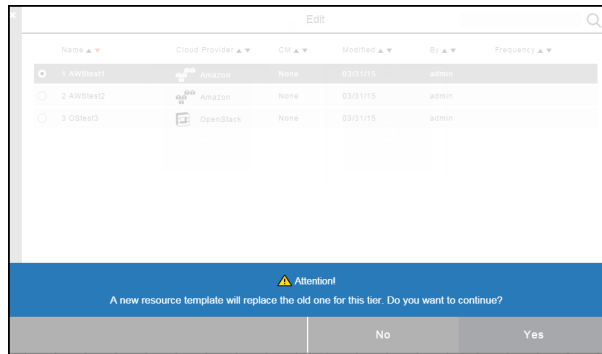 Edit
Name ▲ ▼ Cloud Provider ▲ ▼ CM ▲ ▼ Modified ▲ ▼ By ▲ ▼ Frequency ▲ ▼
1 AWStest1 Amazon None 03/31/15 admin
2 AWStest2 Amazon None 03/31/15 admin
3 OStest3 OpenStack None 03/31/15 admin
Attention!
A new resource template will replace the old one for this tier. Do you want to continue?
No Yes